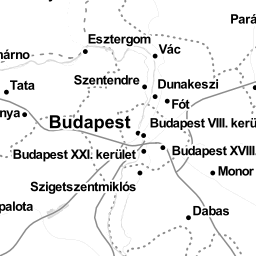 Pará
Esztergom
Vác
márno
Szentendre
Dunakeszi
Tata
Fót
nya
Budapest
Budapest VIII. kerü
Budapest XXI. kerület
Budapest XVIII.
Monor
Szigetszentmiklós
palota
Dabas